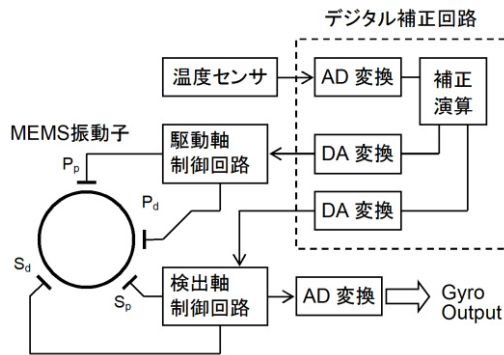 デジタル補正回路
温度センサ
AD 変換
補正
演算
MEMS振動子
駆動軸
制御回路
DA 変換
Pp
Pd
DA 変換
Sd
Sp
検出軸
制御回路
AD 変換
Gyro
Output